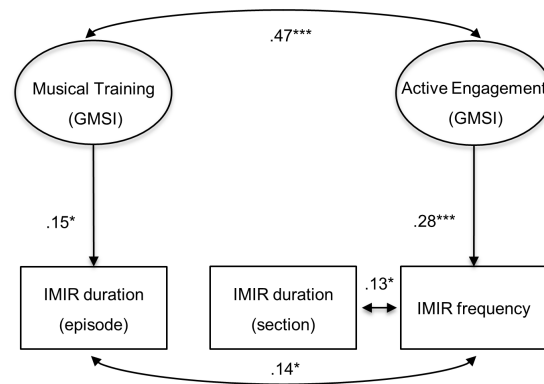 .47***
Musical Training
(GMSI)
Active Engagement
(GMSI)
.15*
.28***
IMIR duration
(episode)
IMIR duration
(section)
.13*
IMIR frequency
.14*